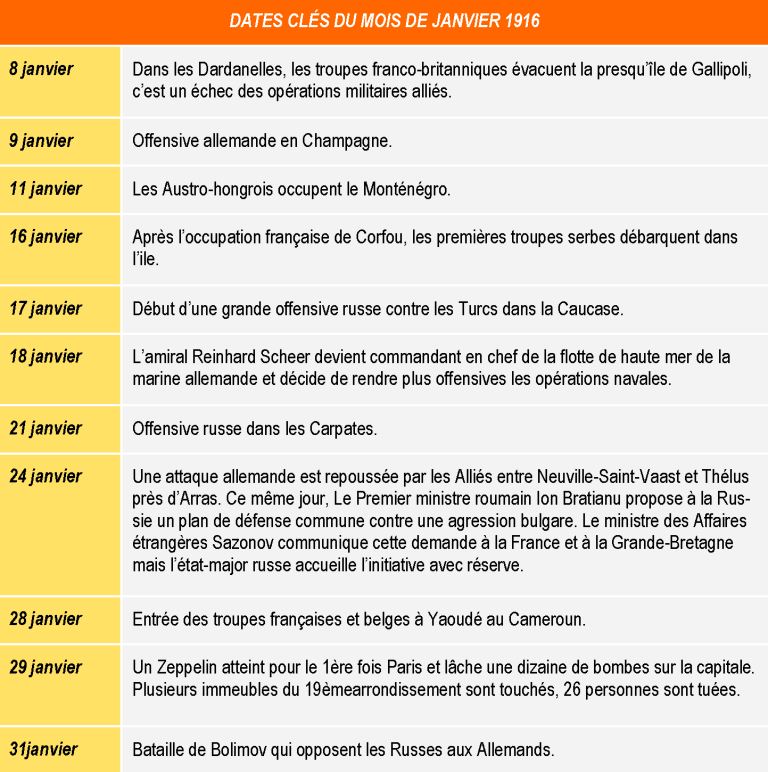 DATES CLÉS DU MOIS DE JANVIER 1916
8 janvier
Dans les Dardanelles, les troupes franco-britanniques évacuent la presqu’île de Gallipoli,
c’est un échec des opérations militaires alliés.
9 janvier
Offensive allemande en Champagne.
11 janvier
Les Austro-hongrois occupent le Monténégro.
16 janvier
Après l’occupation française de Corfou, les premières troupes serbes débarquent dans
l’ile.
17 janvier
Début d’une grande offensive russe contre les Turcs dans la Caucase.
18 janvier
L’amiral Reinhard Scheer devient commandant en chef de la flotte de haute mer de la
marine allemande et décide de rendre plus offensives les opérations navales.
21 janvier
Offensive russe dans les Carpates.
24 janvier
Une attaque allemande est repoussée par les Alliés entre Neuville-Saint-Vaast et Thélus
près d’Arras. Ce même jour, Le Premier ministre roumain Ion Bratianu propose à la Rus-
sie un plan de défense commune contre une agression bulgare. Le ministre des Affaires
étrangères Sazonov communique cette demande à la France et à la Grande-Bretagne
mais l’état-major russe accueille l’initiative avec réserve.
28 janvier
Entrée des troupes françaises et belges à Yaoudé au Cameroun.
29 janvier
Un Zeppelin atteint pour le 1ère fois Paris et lâche une dizaine de bombes sur la capitale.
Plusieurs immeubles du 19èmearrondissement sont touchés, 26 personnes sont tuées.
31janvier
Bataille de Bolimov qui opposent les Russes aux Allemands.